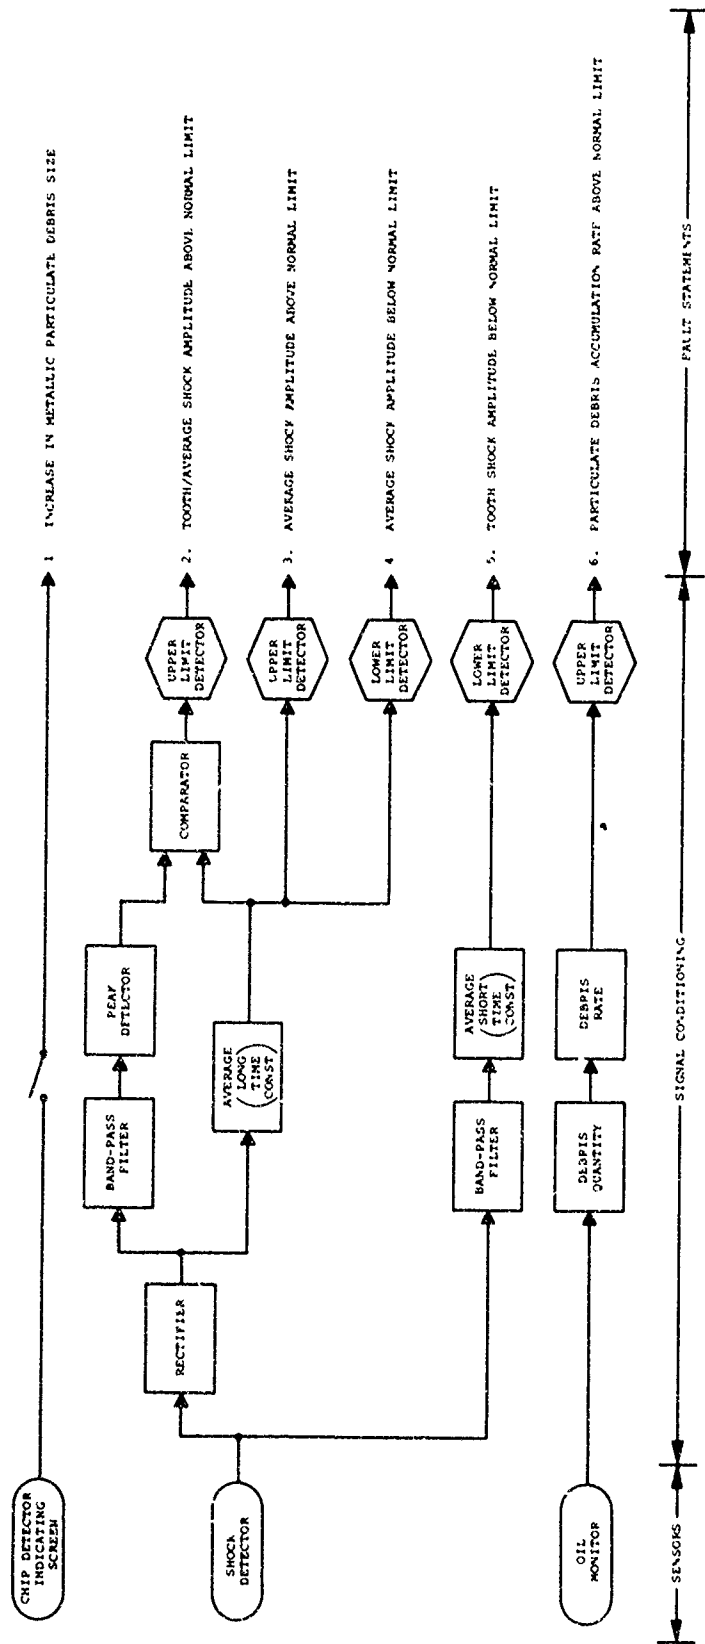 CHIP DETECTOR
INDICATING
SCREEN
1 INCREASE IN METALLIC PARTICULATE DEBRIS SIZE
SHOCK
DETECTOR
RECTIFIER
BAND-PASS
FILTER
PEAK
DETECTOR
COMPARATOR
UPPER
LIMIT
DETECTOR
2. TOOTH/AVERAGE SHOCK AMPLITUDE ABOVE NORMAL LIMIT
AVERAGE
(LONG
TIME
CONST)
UPPER
LIMIT
DETECTOR
3. AVERAGE SHOCK AMPLITUDE ABOVE NORMAL LIMIT
LOWER
LIMIT
DETECTOR
4 AVERAGE SHOCK AMPLITUDE BELOW NORMAL LIMIT
BAND-PASS
FILTER
AVERAGE
(SHORT
TIME
CONST)
LOWER
LIMIT
DETECTOR
5. TOOTH SHOCK AMPLITUDE BELOW NORMAL LIMIT
OIL
MONITOR
DEBRIS
QUANTITY
DEBRIS
RATE
UPPER
LIMIT
DETECTOR
6. PARTICULATE DEBRIS ACCUMULATION RATE ABOVE NORMAL LIMIT
SENSORS
SIGNAL CONDITIONING
FAULT STATEMENTS